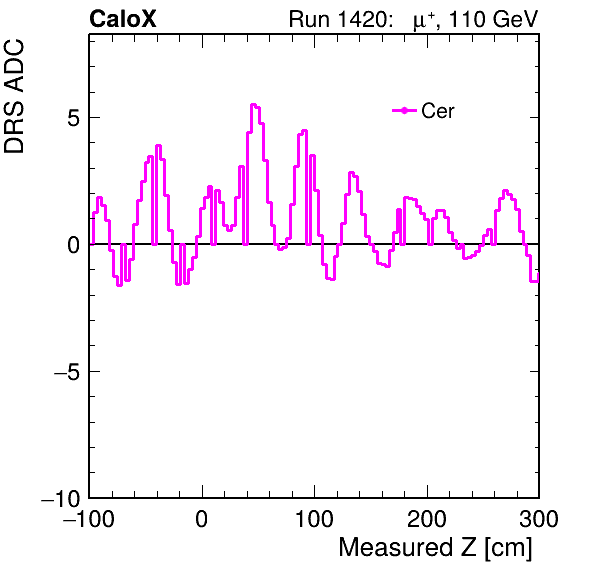 CaloX Run 1420: μ⁺, 110 GeV
DRS ADC
Cer
5
0
−5
−10
−100 0 100 200 300
Measured Z [cm]